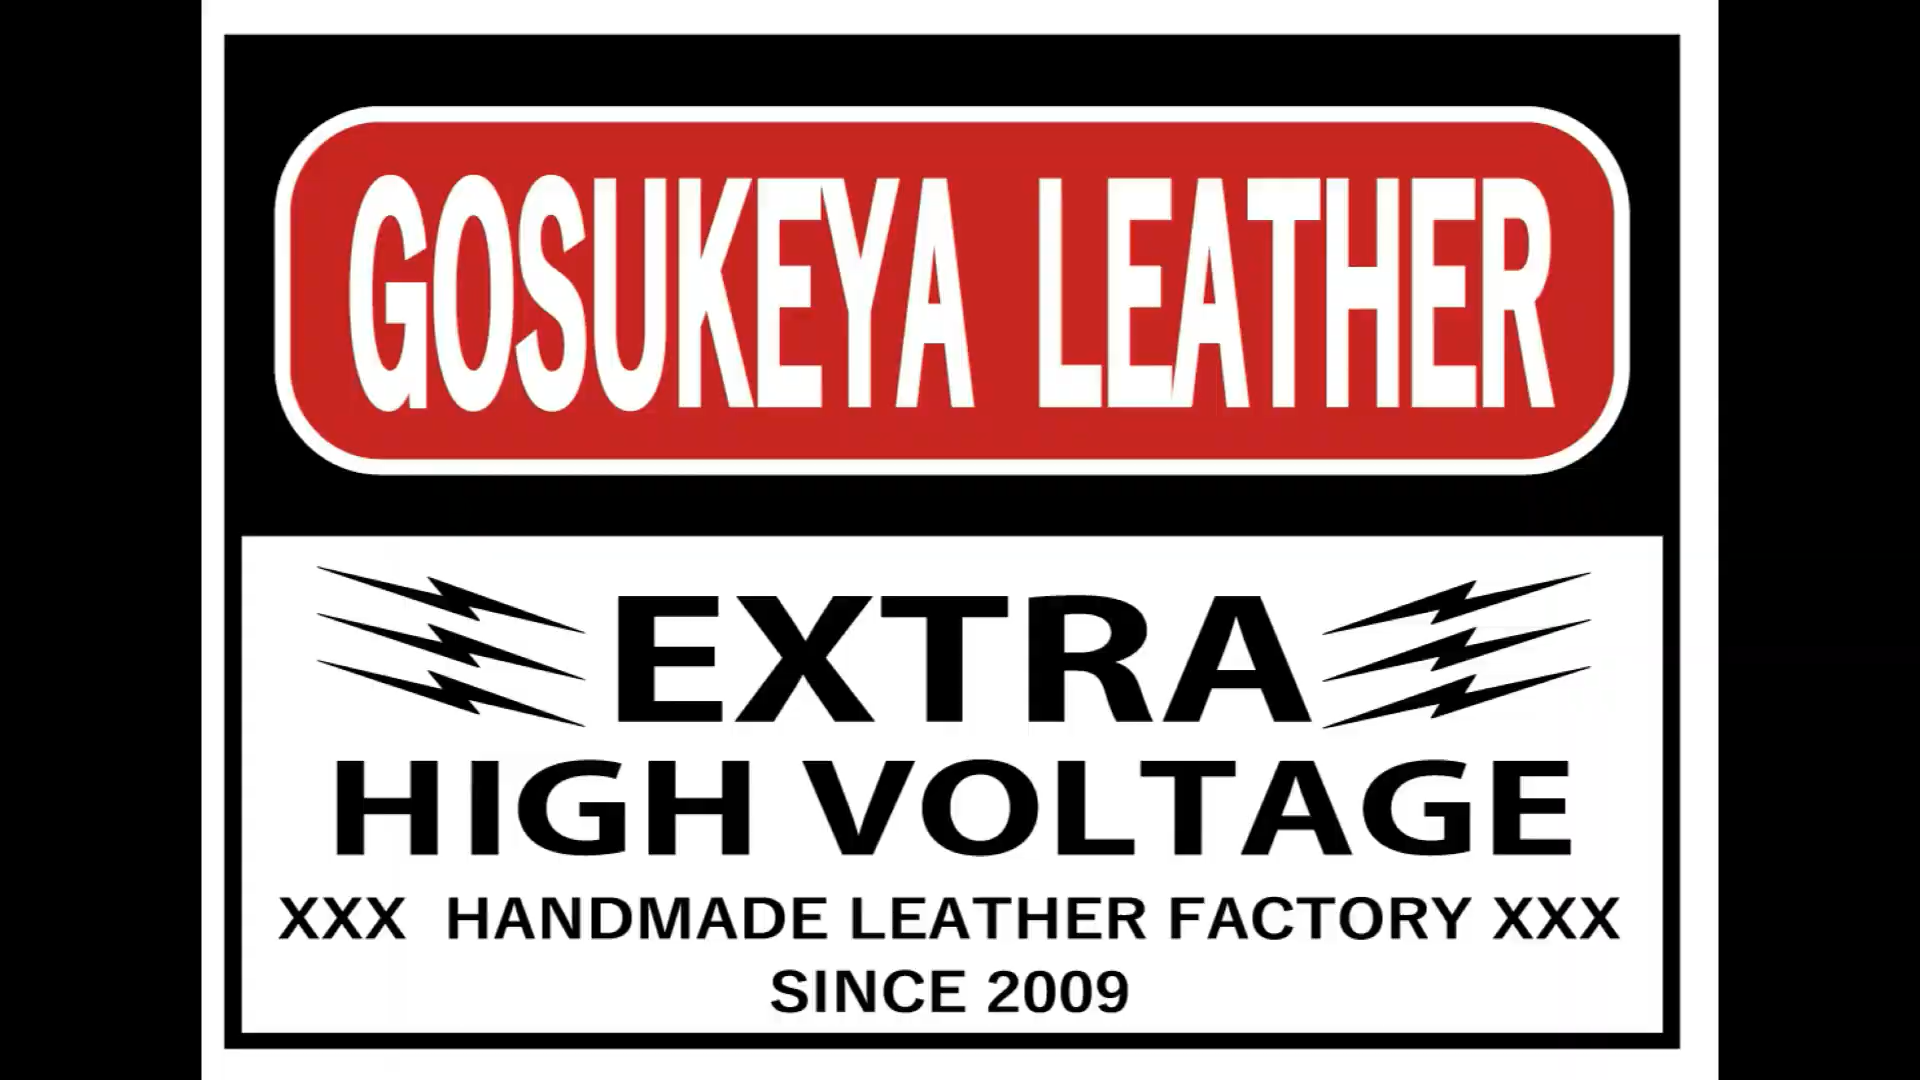 GOSUKEYA LEATHER
EXTRA
HIGH VOLTAGE
XXX HANDMADE LEATHER FACTORY XXX
SINCE 2009